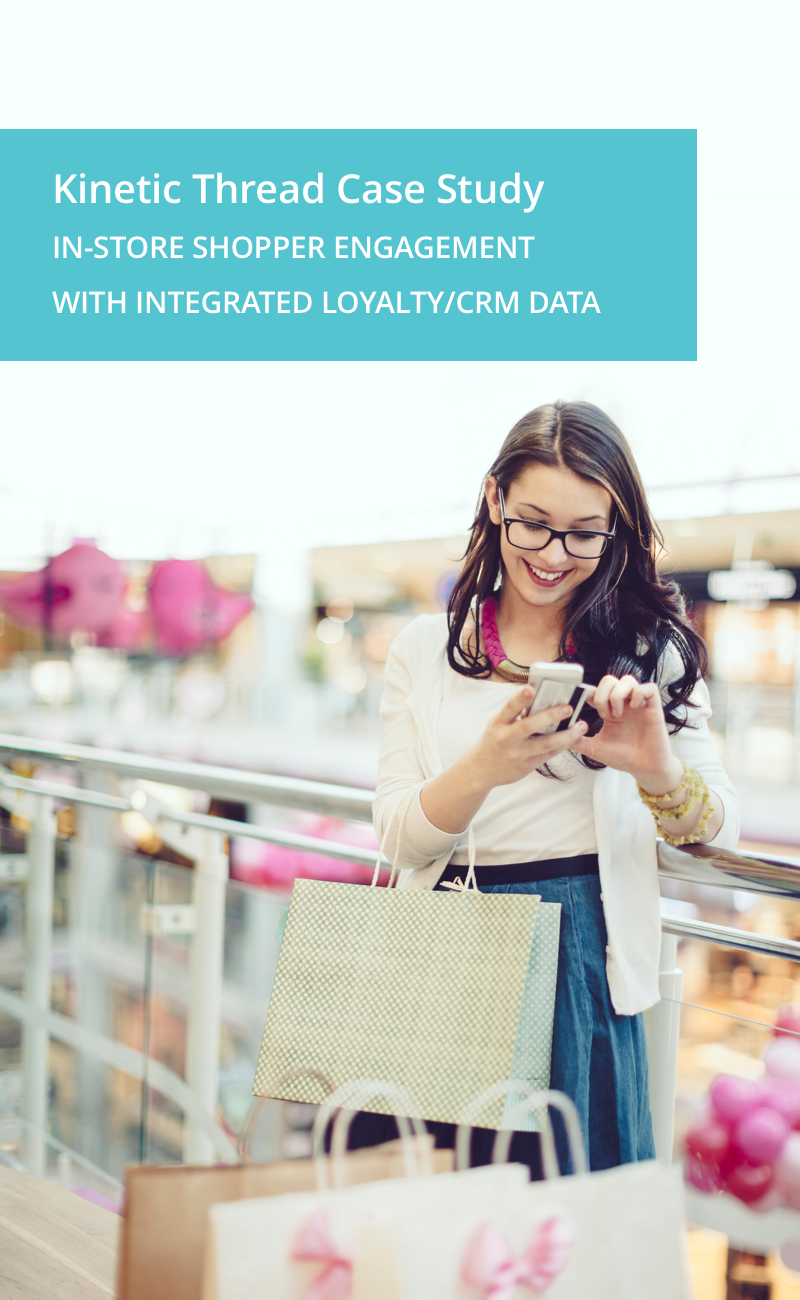 Kinetic Thread Case Study
IN-STORE SHOPPER ENGAGEMENT
WITH INTEGRATED LOYALTY/CRM DATA